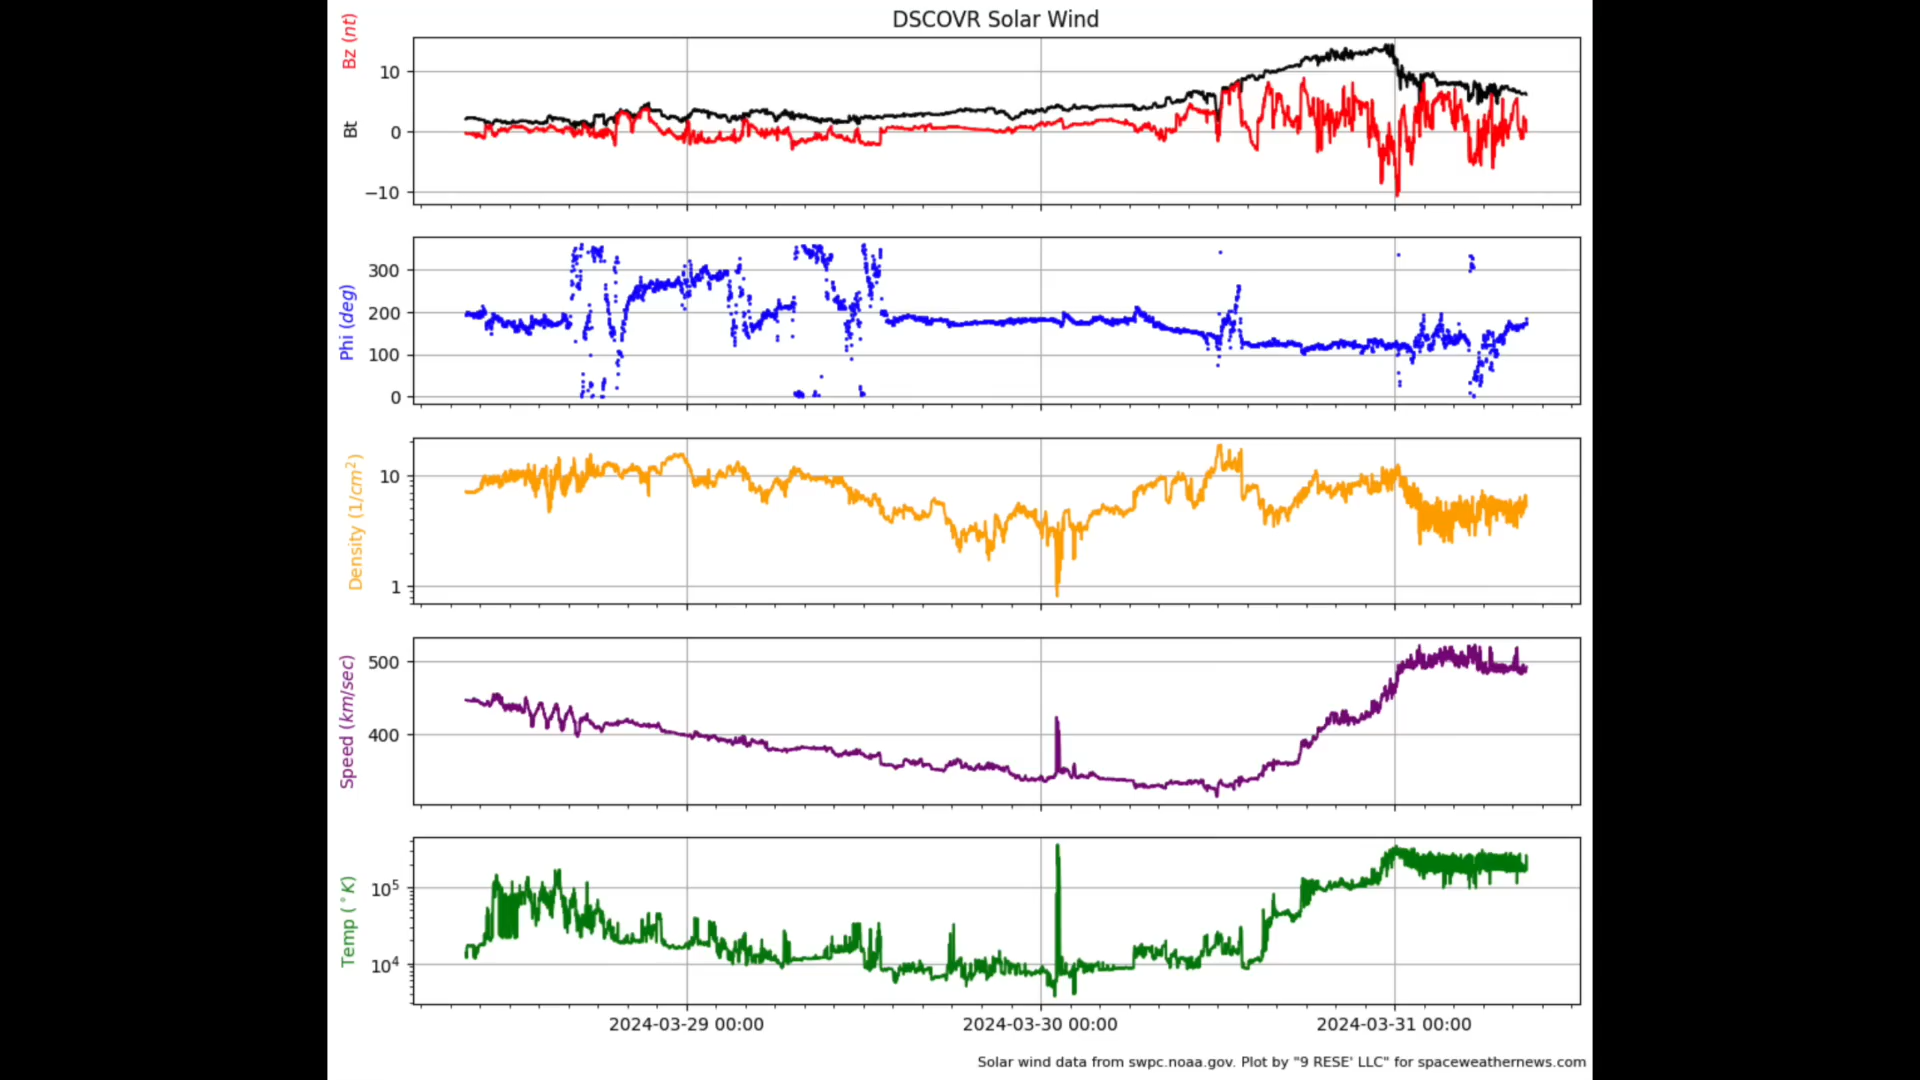 DSCOVR Solar Wind
Bz (nt)
Bt
10
0
−10
Phi (deg)
300
200
100
0
Density (1/cm²)
10
1
Speed (km/sec)
500
400
Temp (°K)
10⁵
10⁴
2024-03-29 00:00 2024-03-30 00:00 2024-03-31 00:00
Solar wind data from swpc.noaa.gov. Plot by "9 RESE' LLC" for spaceweathernews.com